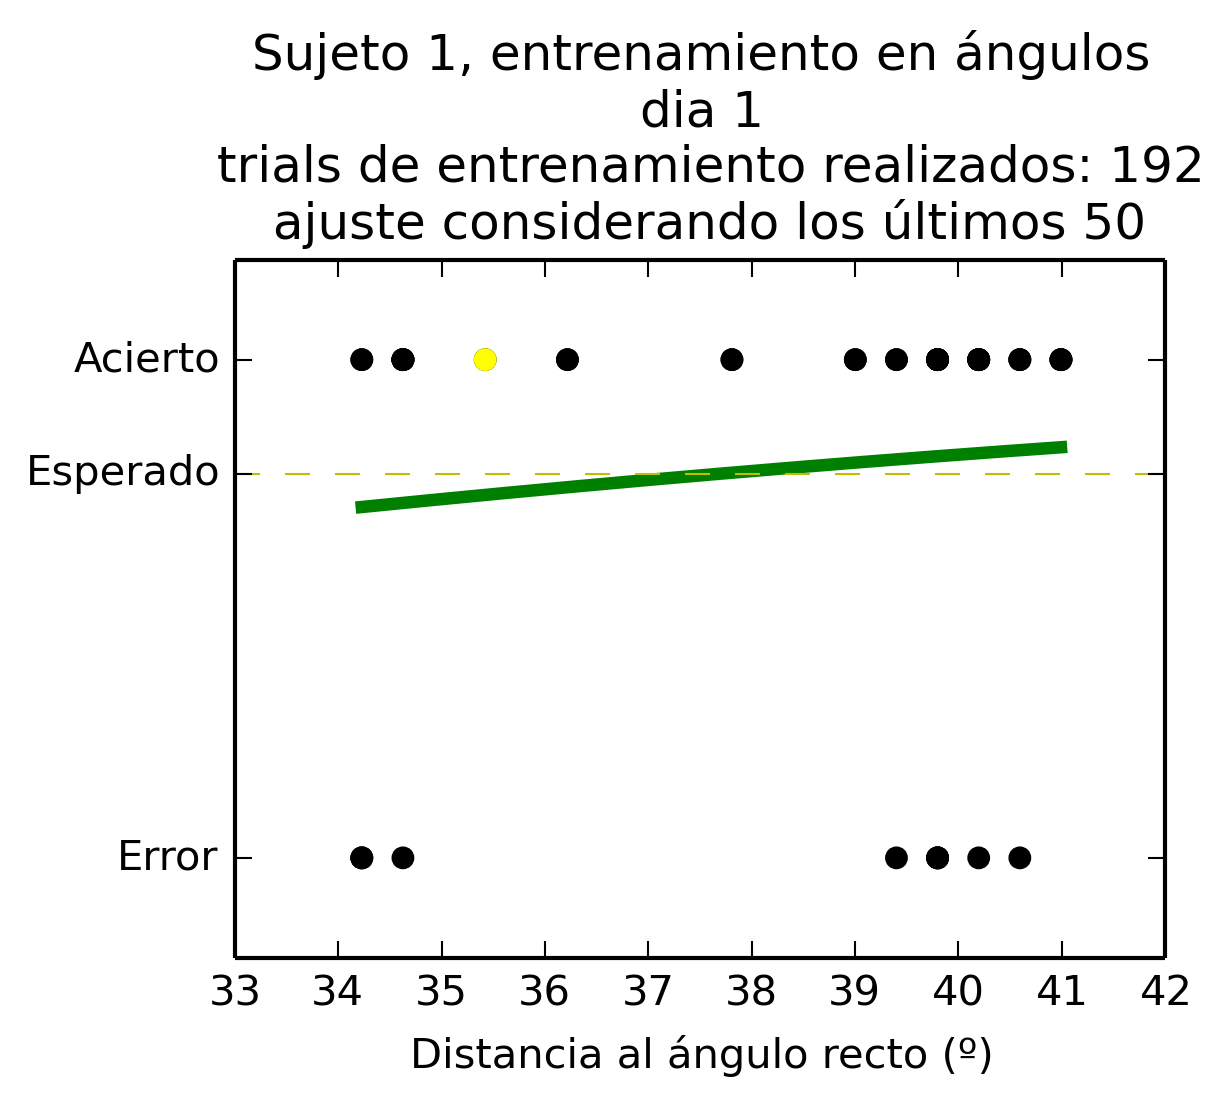 Sujeto 1, entrenamiento en ángulos
dia 1
trials de entrenamiento realizados: 192
ajuste considerando los últimos 50
Acierto
Esperado
Error
33 34 35 36 37 38 39 40 41 42
Distancia al ángulo recto (º)